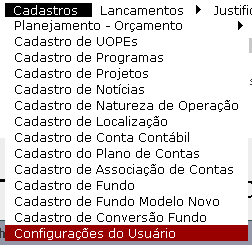 Cadastros Lancamentos Justifi
Planejamento - Orçamento
Cadastro de UOPEs
Cadastro de Programas
Cadastro de Projetos
Cadastro de Notícias
Cadastro de Natureza de Operação
Cadastro de Localização
Cadastro de Conta Contábil
Cadastro do Plano de Contas
Cadastro de Associação de Contas
Cadastro de Fundo
Cadastro de Fundo Modelo Novo
Cadastro de Conversão Fundo
Configurações do Usuário